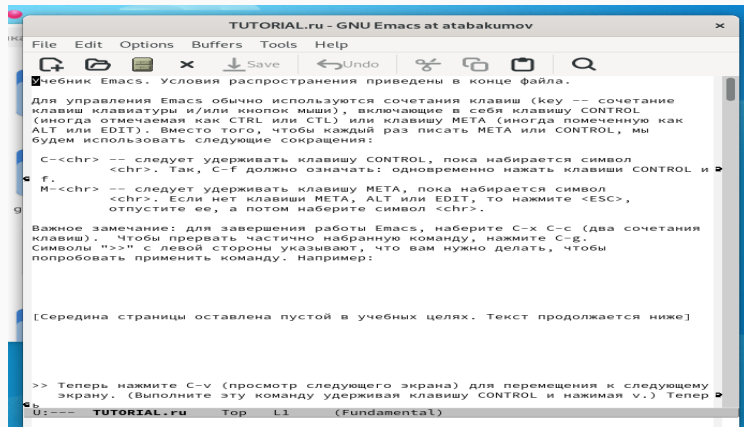 TUTORIAL.ru - GNU Emacs at atabakumov
File Edit Options Buffers Tools Help
Save Undo
Учебник Emacs. Условия распространения приведены в конце файла.
Для управления Emacs обычно используются сочетания клавиш (key -- сочетание
клавиш клавиатуры и/или кнопок мыши), включающие в себя клавишу CONTROL
(иногда отмечаемая как CTRL или CTL) или клавишу META (иногда помеченную как
ALT или EDIT). Вместо того, чтобы каждый раз писать META или CONTROL, мы
будем использовать следующие сокращения:
C-<chr> -- следует удерживать клавишу CONTROL, пока набирается символ
<chr>. Так, C-f должно означать: одновременно нажать клавиши CONTROL и
f.
M-<chr> -- следует удерживать клавишу META, пока набирается символ
<chr>. Если нет клавиши META, ALT или EDIT, то нажмите <ESC>,
отпустите ее, а потом наберите символ <chr>.
Важное замечание: для завершения работы Emacs, наберите C-x C-c (два сочетания
клавиш). Чтобы прервать частично набранную команду, нажмите C-g.
Символы ">>" с левой стороны указывают, что вам нужно делать, чтобы
попробовать применить команду. Например:
[Середина страницы оставлена пустой в учебных целях. Текст продолжается ниже]
>> Теперь нажмите C-v (просмотр следующего экрана) для перемещения к следующему
экрану. (Выполните эту команду удерживая клавишу CONTROL и нажимая v.) Тепер
ь
U:--- TUTORIAL.ru Top L1 (Fundamental)